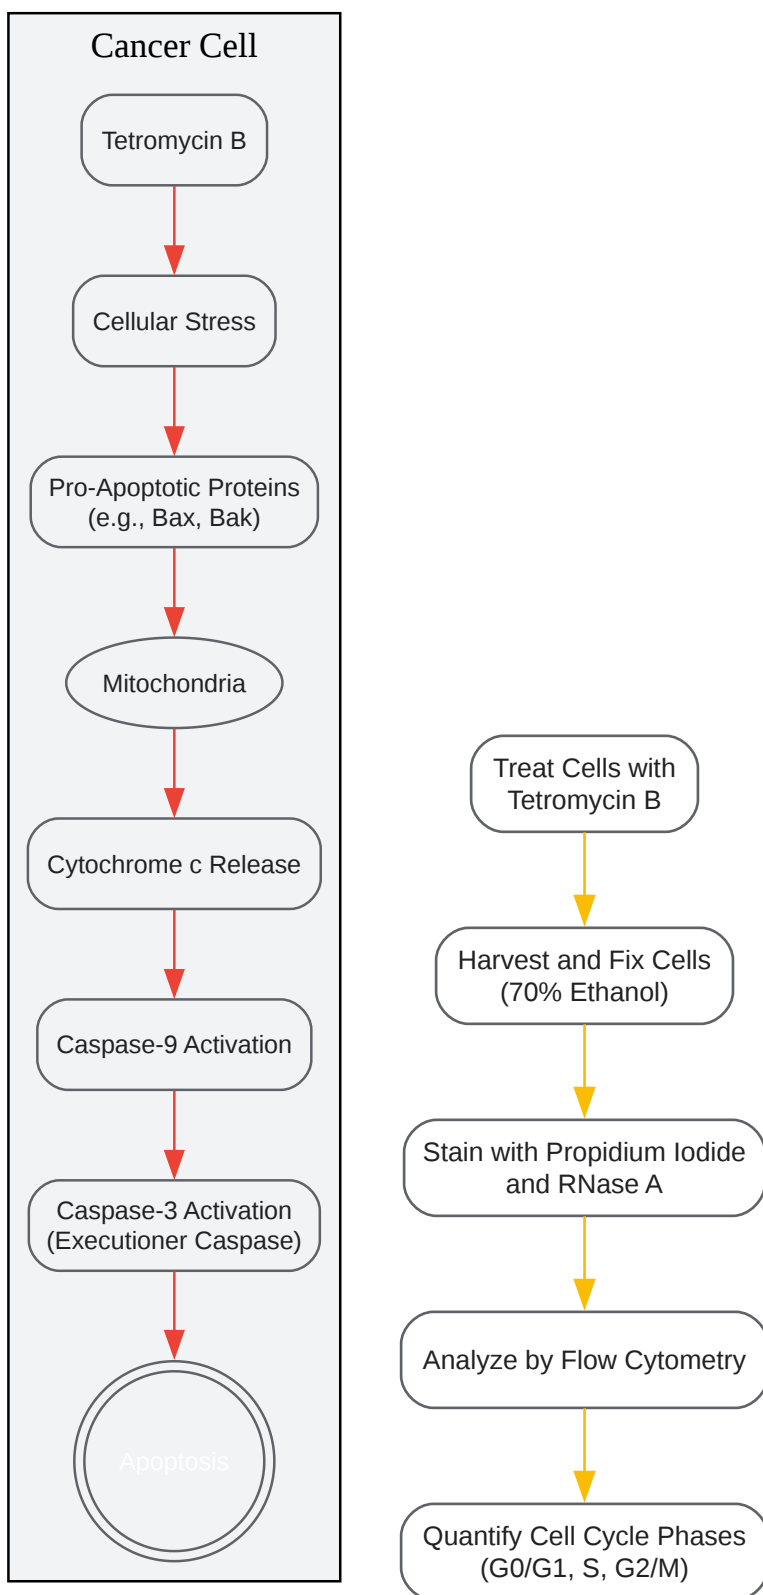 Cancer Cell
Tetromycin B
Cellular Stress
Pro-Apoptotic Proteins
(e.g., Bax, Bak)
Mitochondria
Cytochrome c Release
Caspase-9 Activation
Caspase-3 Activation
(Executioner Caspase)
Apoptosis
Treat Cells with
Tetromycin B
Harvest and Fix Cells
(70% Ethanol)
Stain with Propidium Iodide
and RNase A
Analyze by Flow Cytometry
Quantify Cell Cycle Phases
(G0/G1, S, G2/M)